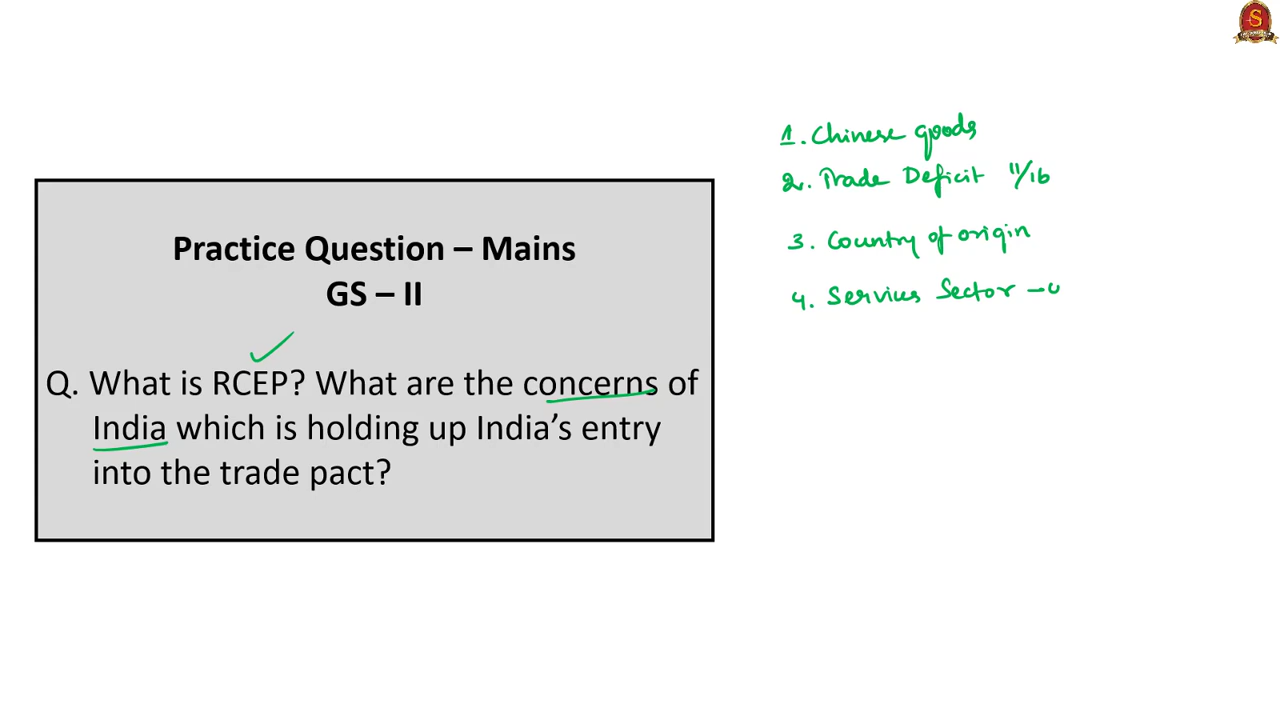 Practice Question – Mains
GS – II
Q. What is RCEP? What are the concerns of
India which is holding up India’s entry
into the trade pact?
1. Chinese goods
2. Trade Deficit 11/16
3. Country of origin
4. Services Sector –